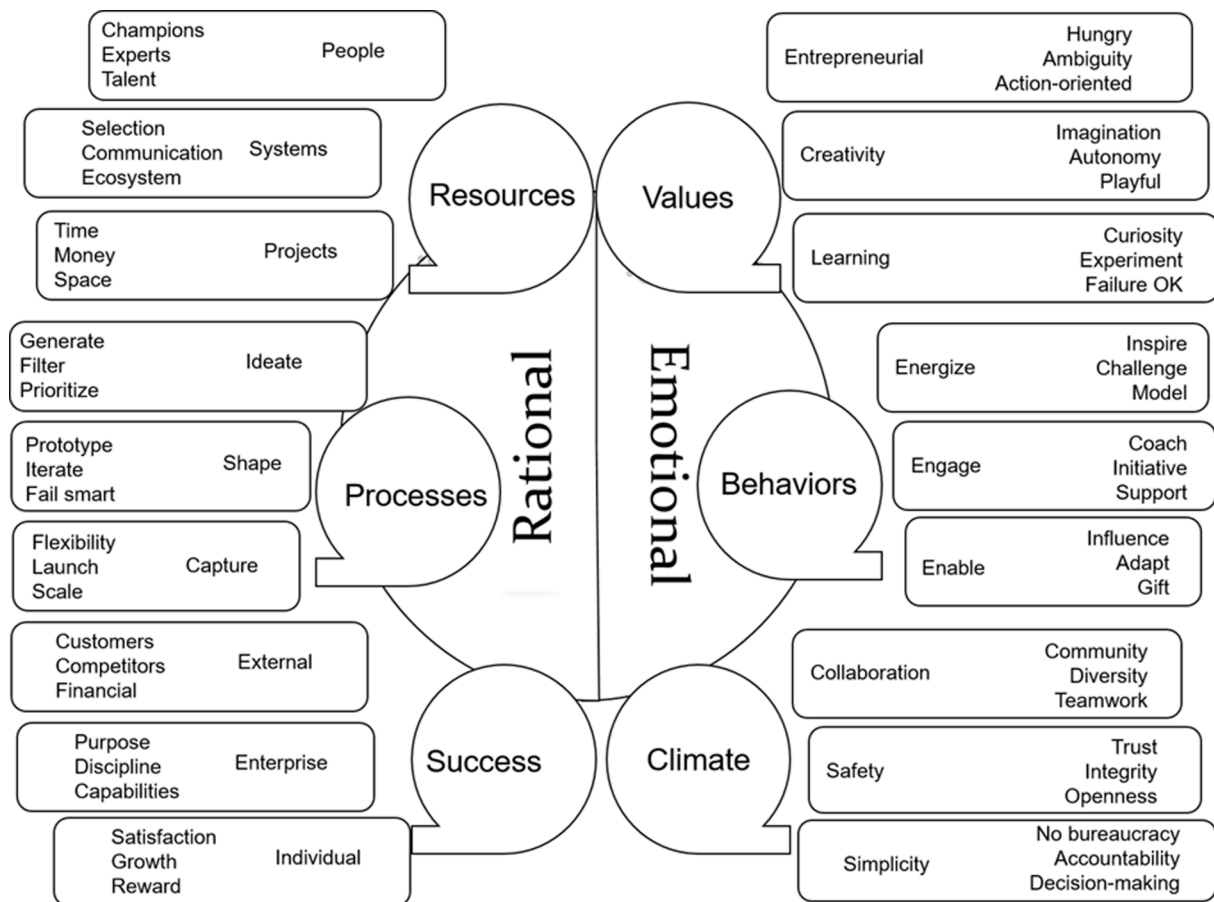 Champions
Experts
Talent
People
Selection
Communication
Ecosystem
Systems
Time
Money
Space
Projects
Generate
Filter
Prioritize
Ideate
Prototype
Iterate
Fail smart
Shape
Flexibility
Launch
Scale
Capture
Customers
Competitors
Financial
External
Purpose
Discipline
Capabilities
Enterprise
Satisfaction
Growth
Reward
Individual
Resources
Processes
Success
Rational
Emotional
Values
Behaviors
Climate
Entrepreneurial
Hungry
Ambiguity
Action-oriented
Creativity
Imagination
Autonomy
Playful
Learning
Curiosity
Experiment
Failure OK
Energize
Inspire
Challenge
Model
Engage
Coach
Initiative
Support
Enable
Influence
Adapt
Gift
Collaboration
Community
Diversity
Teamwork
Safety
Trust
Integrity
Openness
Simplicity
No bureaucracy
Accountability
Decision-making